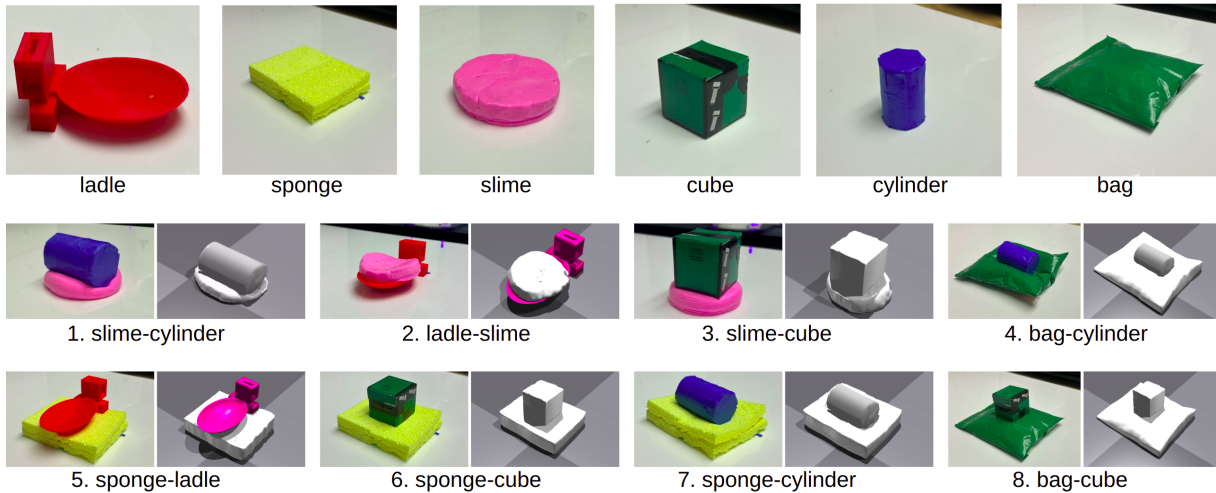 ladle
sponge
slime
cube
cylinder
bag
1. slime-cylinder
2. ladle-slime
3. slime-cube
4. bag-cylinder
5. sponge-ladle
6. sponge-cube
7. sponge-cylinder
8. bag-cube